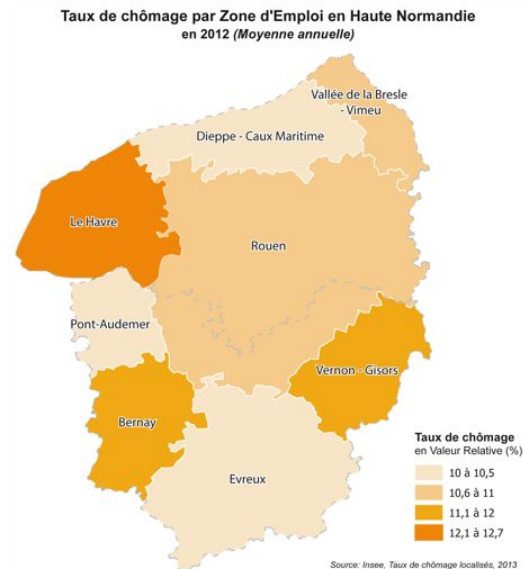 Taux de chômage par Zone d'Emploi en Haute Normandie
en 2012 (Moyenne annuelle)
Vallée de la Bresle
- Vimeu
Dieppe - Caux Maritime
Le Havre
Rouen
Pont-Audemer
Vernon - Gisors
Bernay
Evreux
Taux de chômage
en Valeur Relative (%)
10 à 10,5
10,6 à 11
11,1 à 12
12,1 à 12,7
Source: Insee, Taux de chômage localisés, 2013